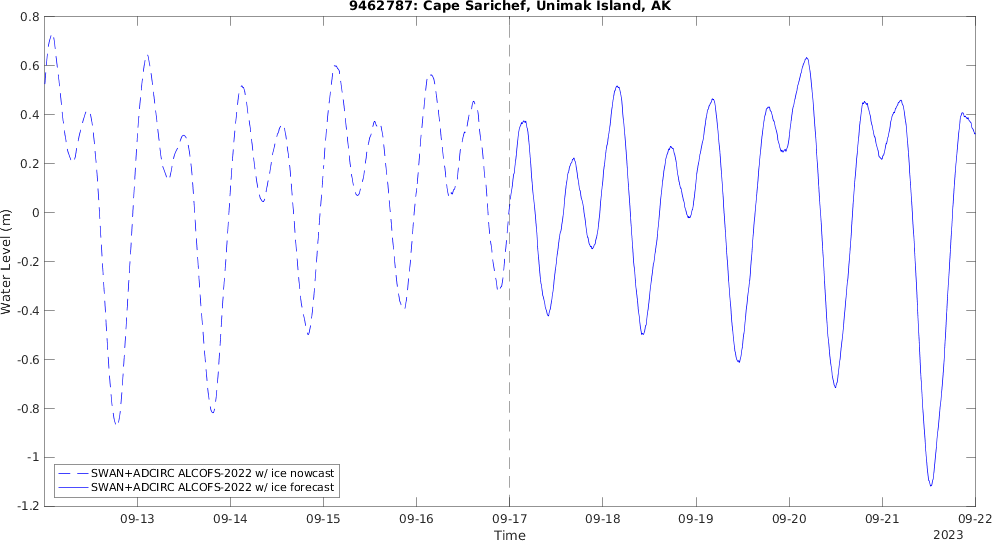 9462787: Cape Sarichef, Unimak Island, AK
0.8
0.6
0.4
0.2
0
-0.2
-0.4
-0.6
-0.8
-1
-1.2
Water Level (m)
SWAN+ADCIRC ALCOFS-2022 w/ ice nowcast
SWAN+ADCIRC ALCOFS-2022 w/ ice forecast
09-13 09-14 09-15 09-16 09-17 09-18 09-19 09-20 09-21 09-22
Time
2023